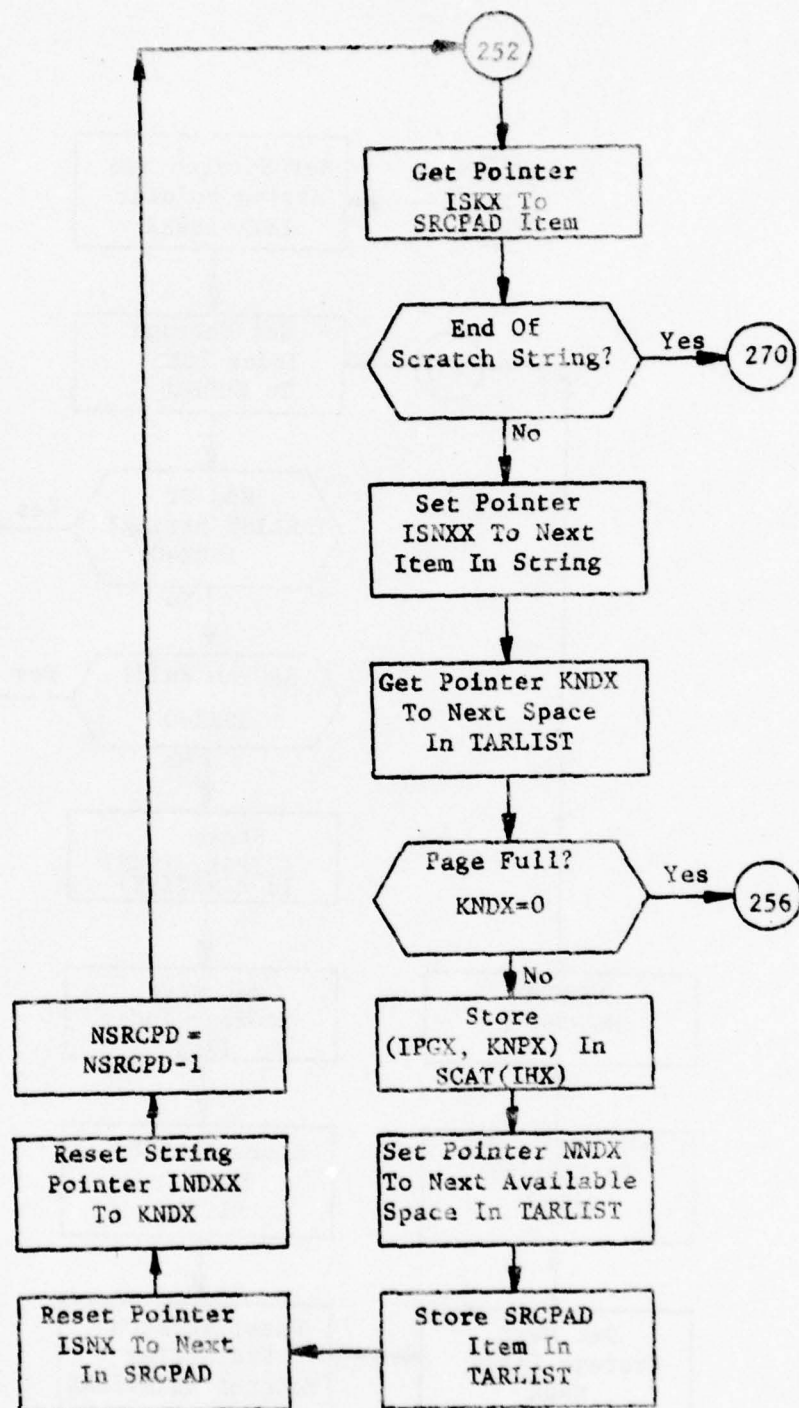 252
Get Pointer
ISKX To
SRCPAD Item
End Of
Scratch String?
Yes
270
No
Set Pointer
ISNXX To Next
Item In String
Get Pointer KNDX
To Next Space
In TARLIST
Page Full?
KNDX=0
Yes
256
No
Store
(IPGX, KNPX) In
SCAT(IHX)
Set Pointer NNDX
To Next Available
Space In TARLIST
Store SRCPAD
Item In
TARLIST
Reset Pointer
ISNX To Next
In SRCPAD
Reset String
Pointer INDXX
To KNDX
NSRCPD =
NSRCPD-1